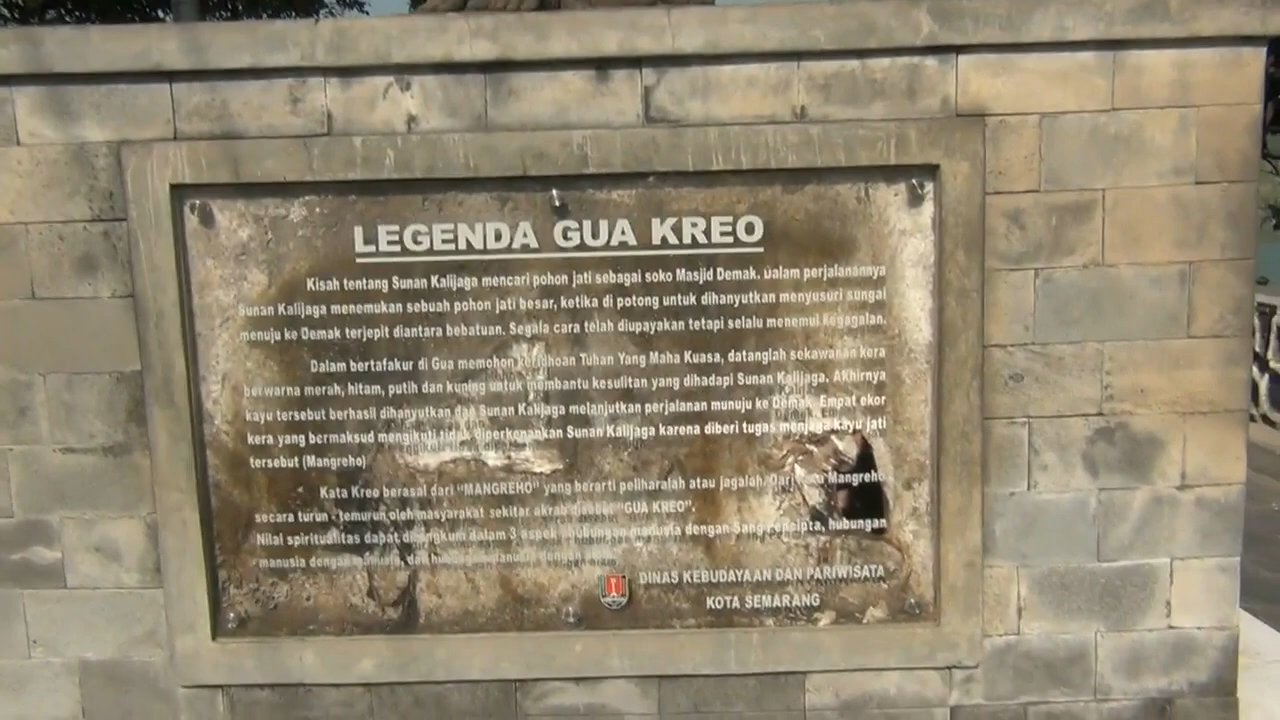 LEGENDA GUA KREO
Kisah tentang Sunan Kalijaga mencari pohon jati sebagai soko Masjid Demak. Dalam perjalanannya
Sunan Kalijaga menemukan sebuah pohon jati besar, ketika di potong untuk dihanyutkan menyusuri sungai
menuju ke Demak terjepit diantara bebatuan. Segala cara telah diupayakan tetapi selalu menemui kegagalan.
Dalam bertafakur di Gua memohon keridhoan Tuhan Yang Maha Kuasa, datanglah sekawanan kera
berwarna merah, hitam, putih dan kuning untuk membantu kesulitan yang dihadapi Sunan Kalijaga. Akhirnya
kayu tersebut berhasil dihanyutkan dan Sunan Kalijaga melanjutkan perjalanan munuju ke Demak. Empat ekor
kera yang bermaksud mengikuti tidak diperkenankan Sunan Kalijaga karena diberi tugas menjaga kayu jati
tersebut (Mangreho)
Kata Kreo berasal dari "MANGREHO" yang berarti peliharalah atau jagalah. Dari Mangreho
secara turun - temurun oleh masyarakat sekitar akrab disebut "GUA KREO".
Nilai spiritualitas dapat dirangkum dalam 3 aspek hubungan manusia dengan Sang Pencipta, hubungan
manusia dengan manusia, dan hubungan manusia dengan alam.
DINAS KEBUDAYAAN DAN PARIWISATA
KOTA SEMARANG